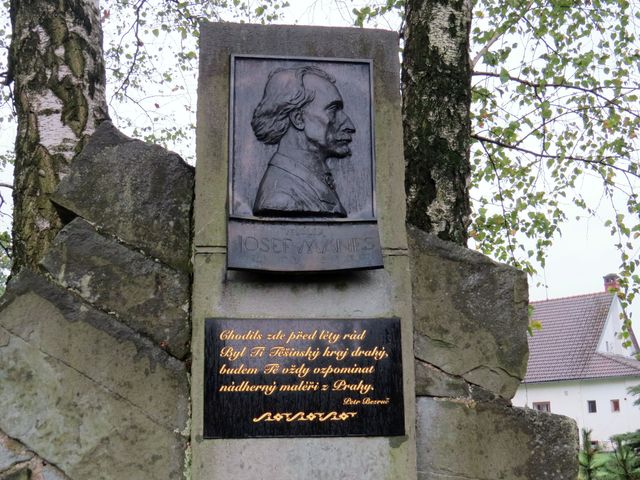 JOSEF MÁNES
Chodils zde před léty rád
Byl Ti Těšínský kraj drahý,
budem Tě vždy vzpomínat
nádherný maléři z Prahy.
Petr Bezruč